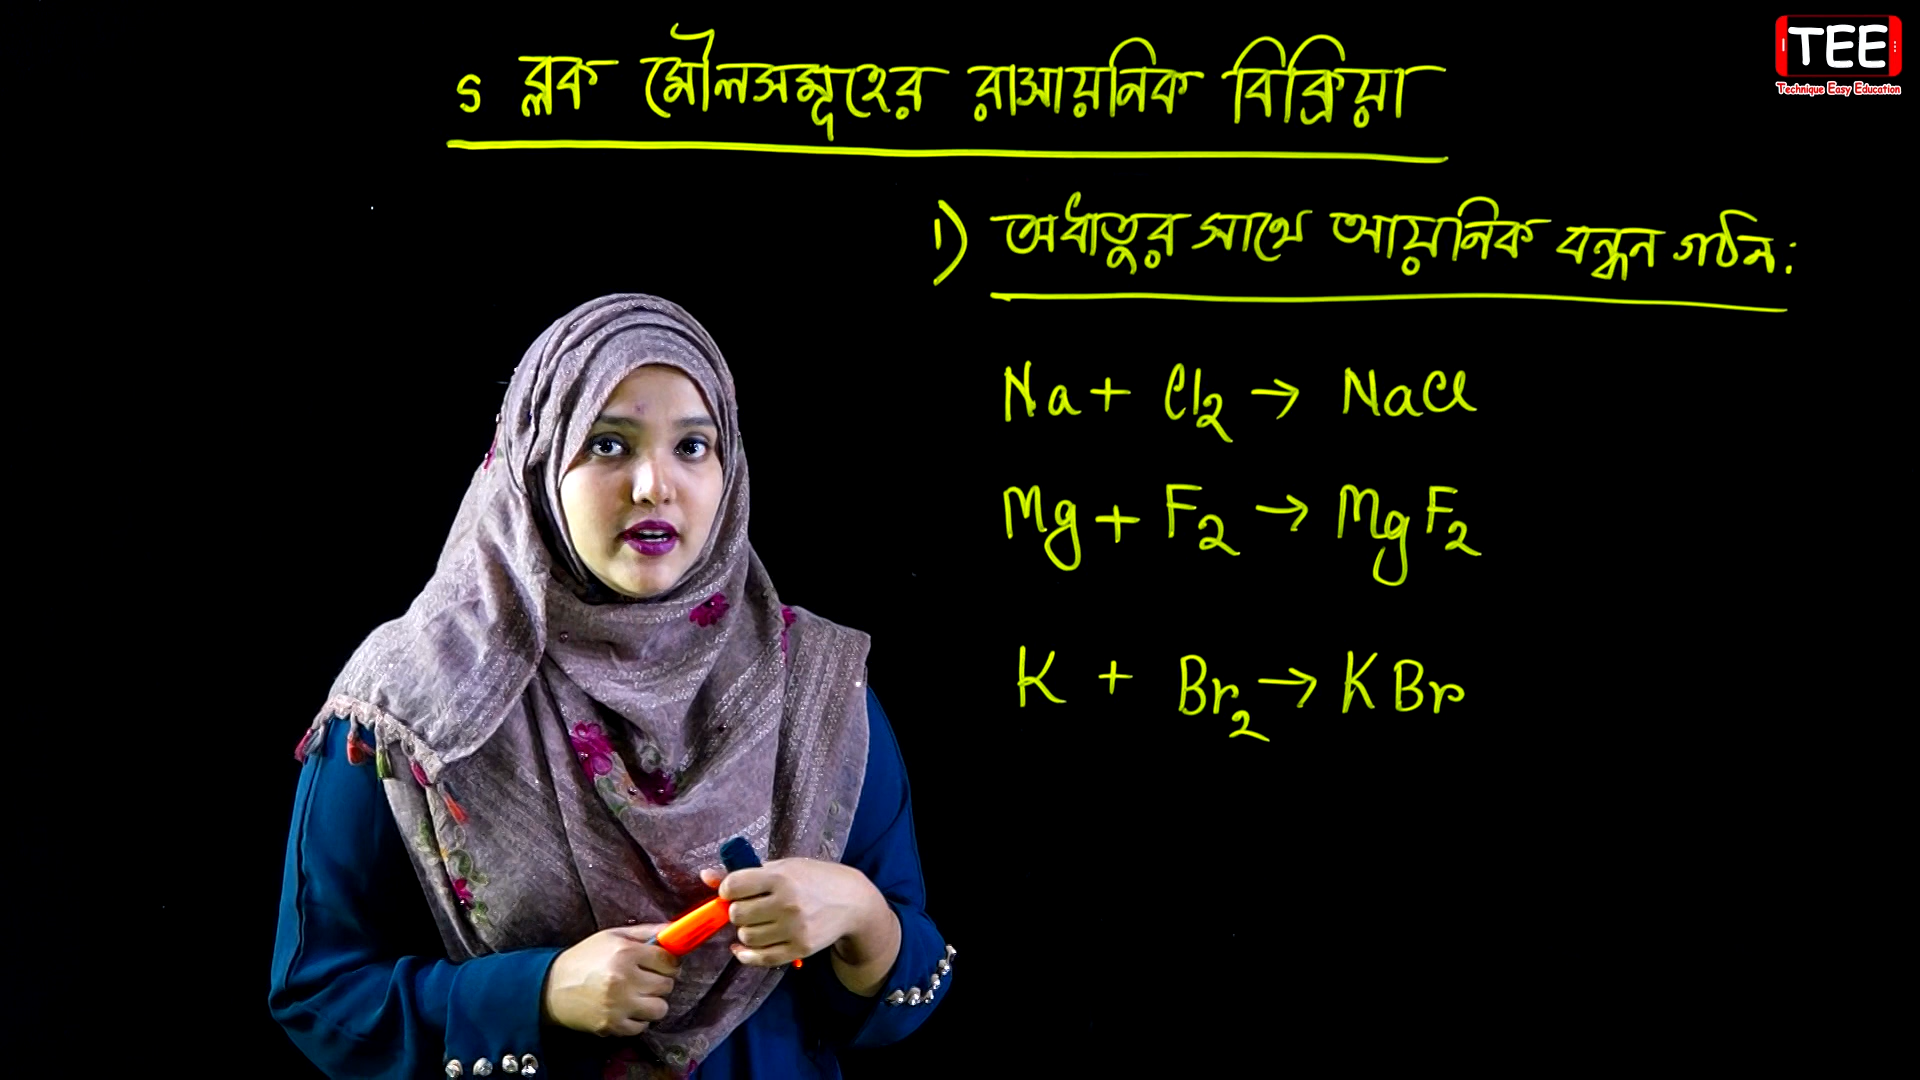 TEE
Technique Easy Education
s ব্লক মৌলসমূহের রাসায়নিক বিক্রিয়া
১) অধাতুর সাথে আয়নিক বন্ধন গঠন:
Na + Cl₂ → NaCl
Mg + F₂ → MgF₂
K + Br₂ → KBr